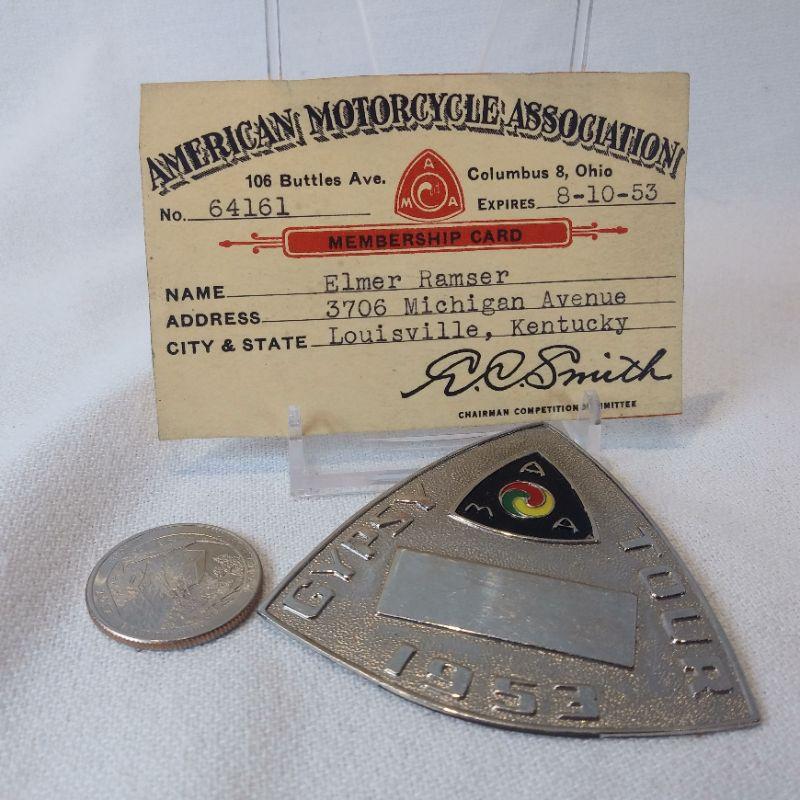 AMERICAN MOTORCYCLE ASSOCIATION
106 Buttles Ave. Columbus 8, Ohio
A
M A
No. 64161 EXPIRES 8-10-53
MEMBERSHIP CARD
NAME Elmer Ramser
ADDRESS 3706 Michigan Avenue
CITY & STATE Louisville, Kentucky
E.C. Smith
CHAIRMAN COMPETITION
A
M A
GYPSY TOUR
1953